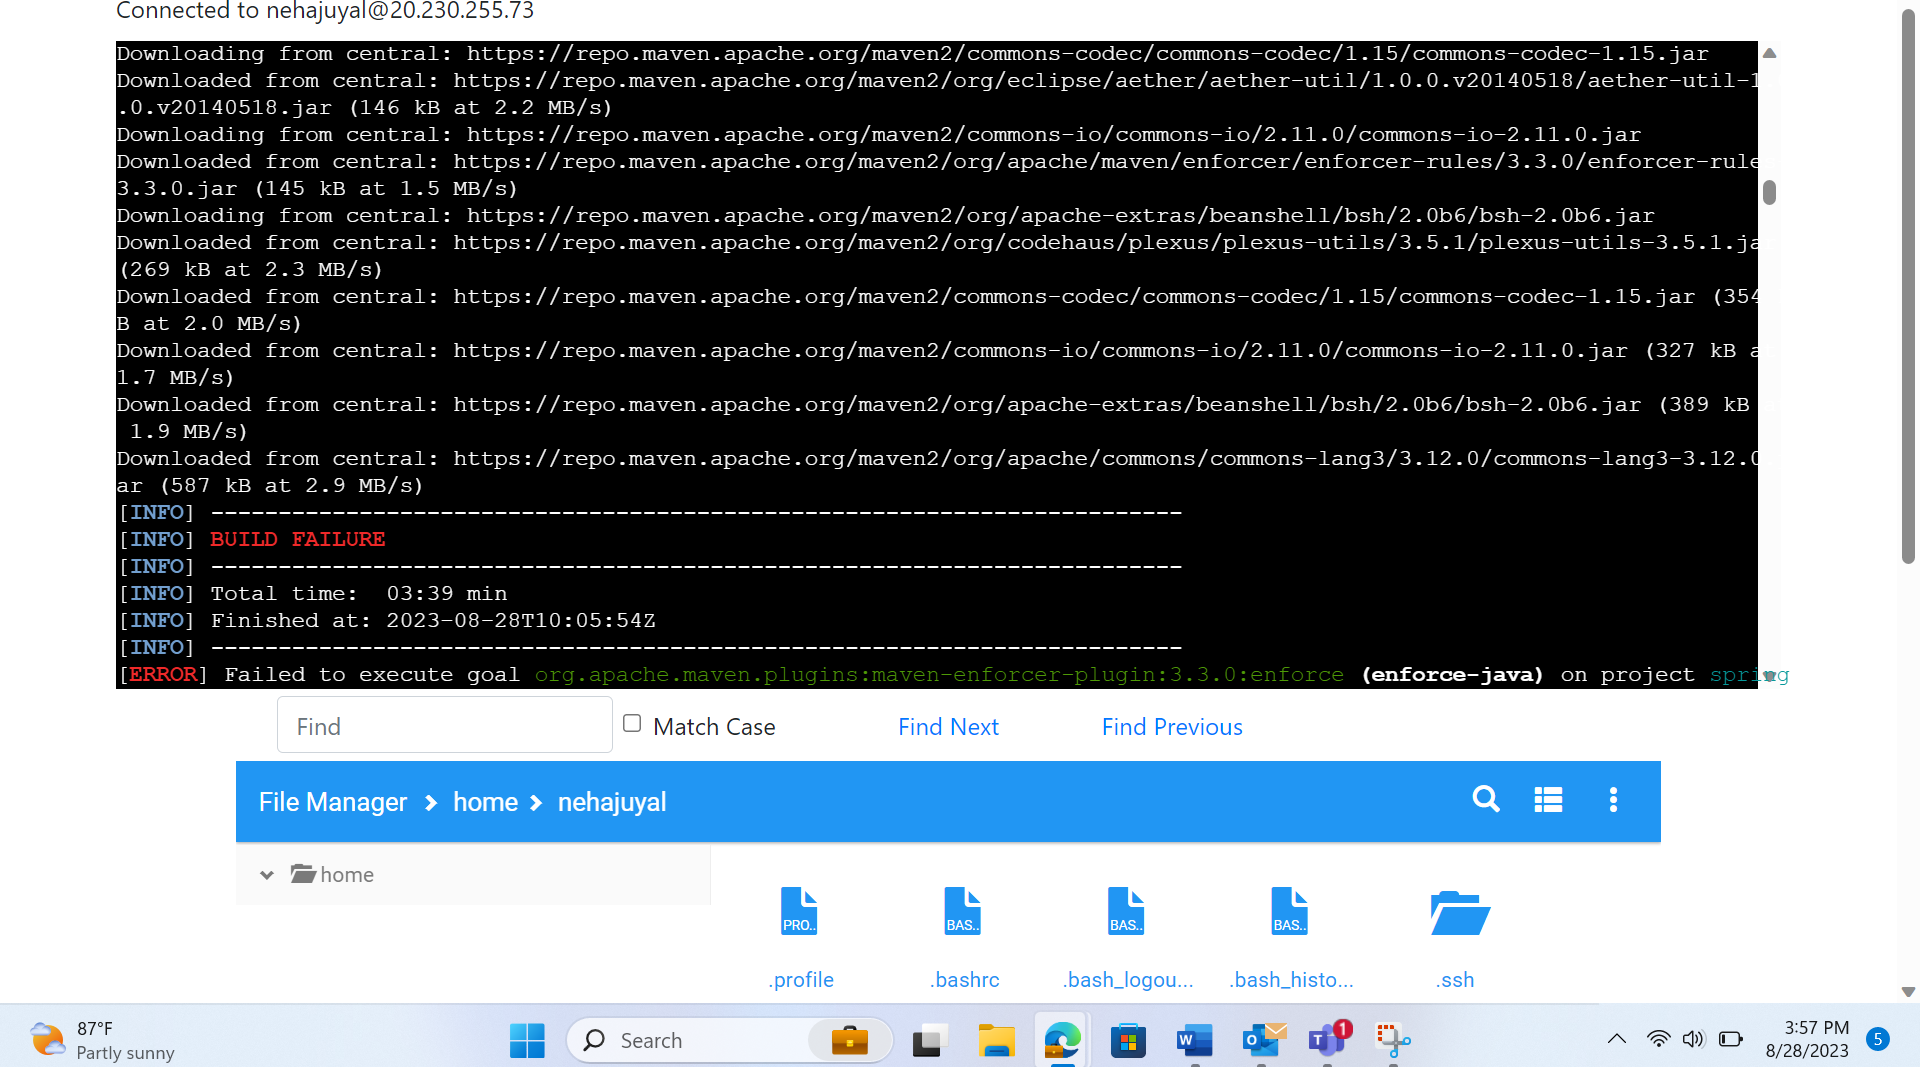 Connected to nehajuyal@20.230.255.73
Downloading from central: https://repo.maven.apache.org/maven2/commons-codec/commons-codec/1.15/commons-codec-1.15.jar
Downloaded from central: https://repo.maven.apache.org/maven2/org/eclipse/aether/aether-util/1.0.0.v20140518/aether-util-1
.0.v20140518.jar (146 kB at 2.2 MB/s)
Downloading from central: https://repo.maven.apache.org/maven2/commons-io/commons-io/2.11.0/commons-io-2.11.0.jar
Downloaded from central: https://repo.maven.apache.org/maven2/org/apache/maven/enforcer/enforcer-rules/3.3.0/enforcer-rule
3.3.0.jar (145 kB at 1.5 MB/s)
Downloading from central: https://repo.maven.apache.org/maven2/org/apache-extras/beanshell/bsh/2.0b6/bsh-2.0b6.jar
Downloaded from central: https://repo.maven.apache.org/maven2/org/codehaus/plexus/plexus-utils/3.5.1/plexus-utils-3.5.1.ja
(269 kB at 2.3 MB/s)
Downloaded from central: https://repo.maven.apache.org/maven2/commons-codec/commons-codec/1.15/commons-codec-1.15.jar (354
B at 2.0 MB/s)
Downloaded from central: https://repo.maven.apache.org/maven2/commons-io/commons-io/2.11.0/commons-io-2.11.0.jar (327 kB a
1.7 MB/s)
Downloaded from central: https://repo.maven.apache.org/maven2/org/apache-extras/beanshell/bsh/2.0b6/bsh-2.0b6.jar (389 kB
1.9 MB/s)
Downloaded from central: https://repo.maven.apache.org/maven2/org/apache/commons/commons-lang3/3.12.0/commons-lang3-3.12.0
ar (587 kB at 2.9 MB/s)
[INFO] ------------------------------------------------------------------------
[INFO] BUILD FAILURE
[INFO] ------------------------------------------------------------------------
[INFO] Total time:  03:39 min
[INFO] Finished at: 2023-08-28T10:05:54Z
[INFO] ------------------------------------------------------------------------
[ERROR] Failed to execute goal org.apache.maven.plugins:maven-enforcer-plugin:3.3.0:enforce (enforce-java) on project spring
Find Match Case Find Next Find Previous
File Manager > home > nehajuyal
home
PRO.. BAS.. BAS.. BAS..
.profile .bashrc .bash_logou... .bash_histo... .ssh
87°F
Partly sunny
Search
W O T 1
3:57 PM
8/28/2023
5